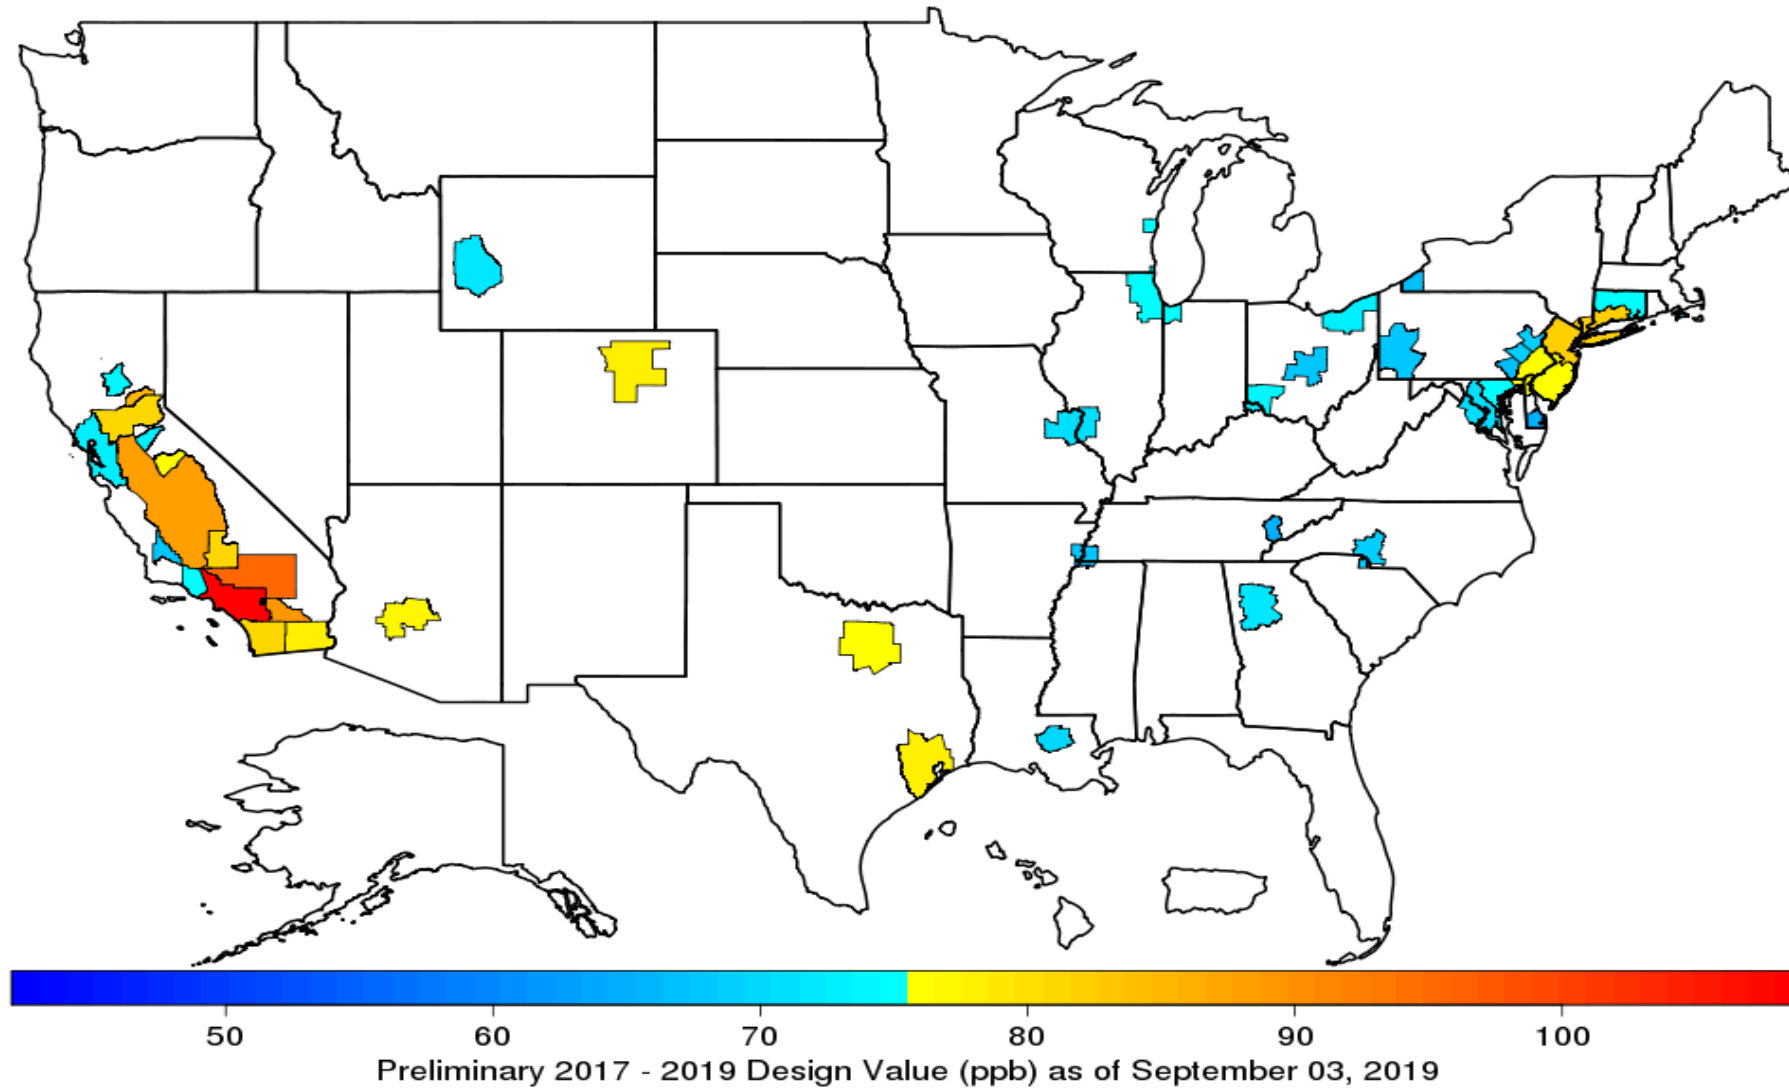 50 60 70 80 90 100
Preliminary 2017 - 2019 Design Value (ppb) as of September 03, 2019